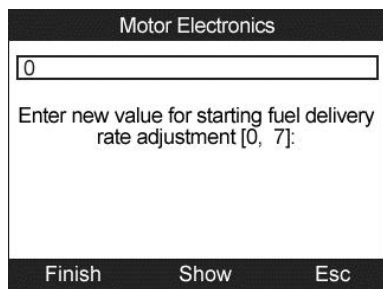 Motor Electronics
0
Enter new value for starting fuel delivery
rate adjustment [0, 7]:
Finish Show Esc